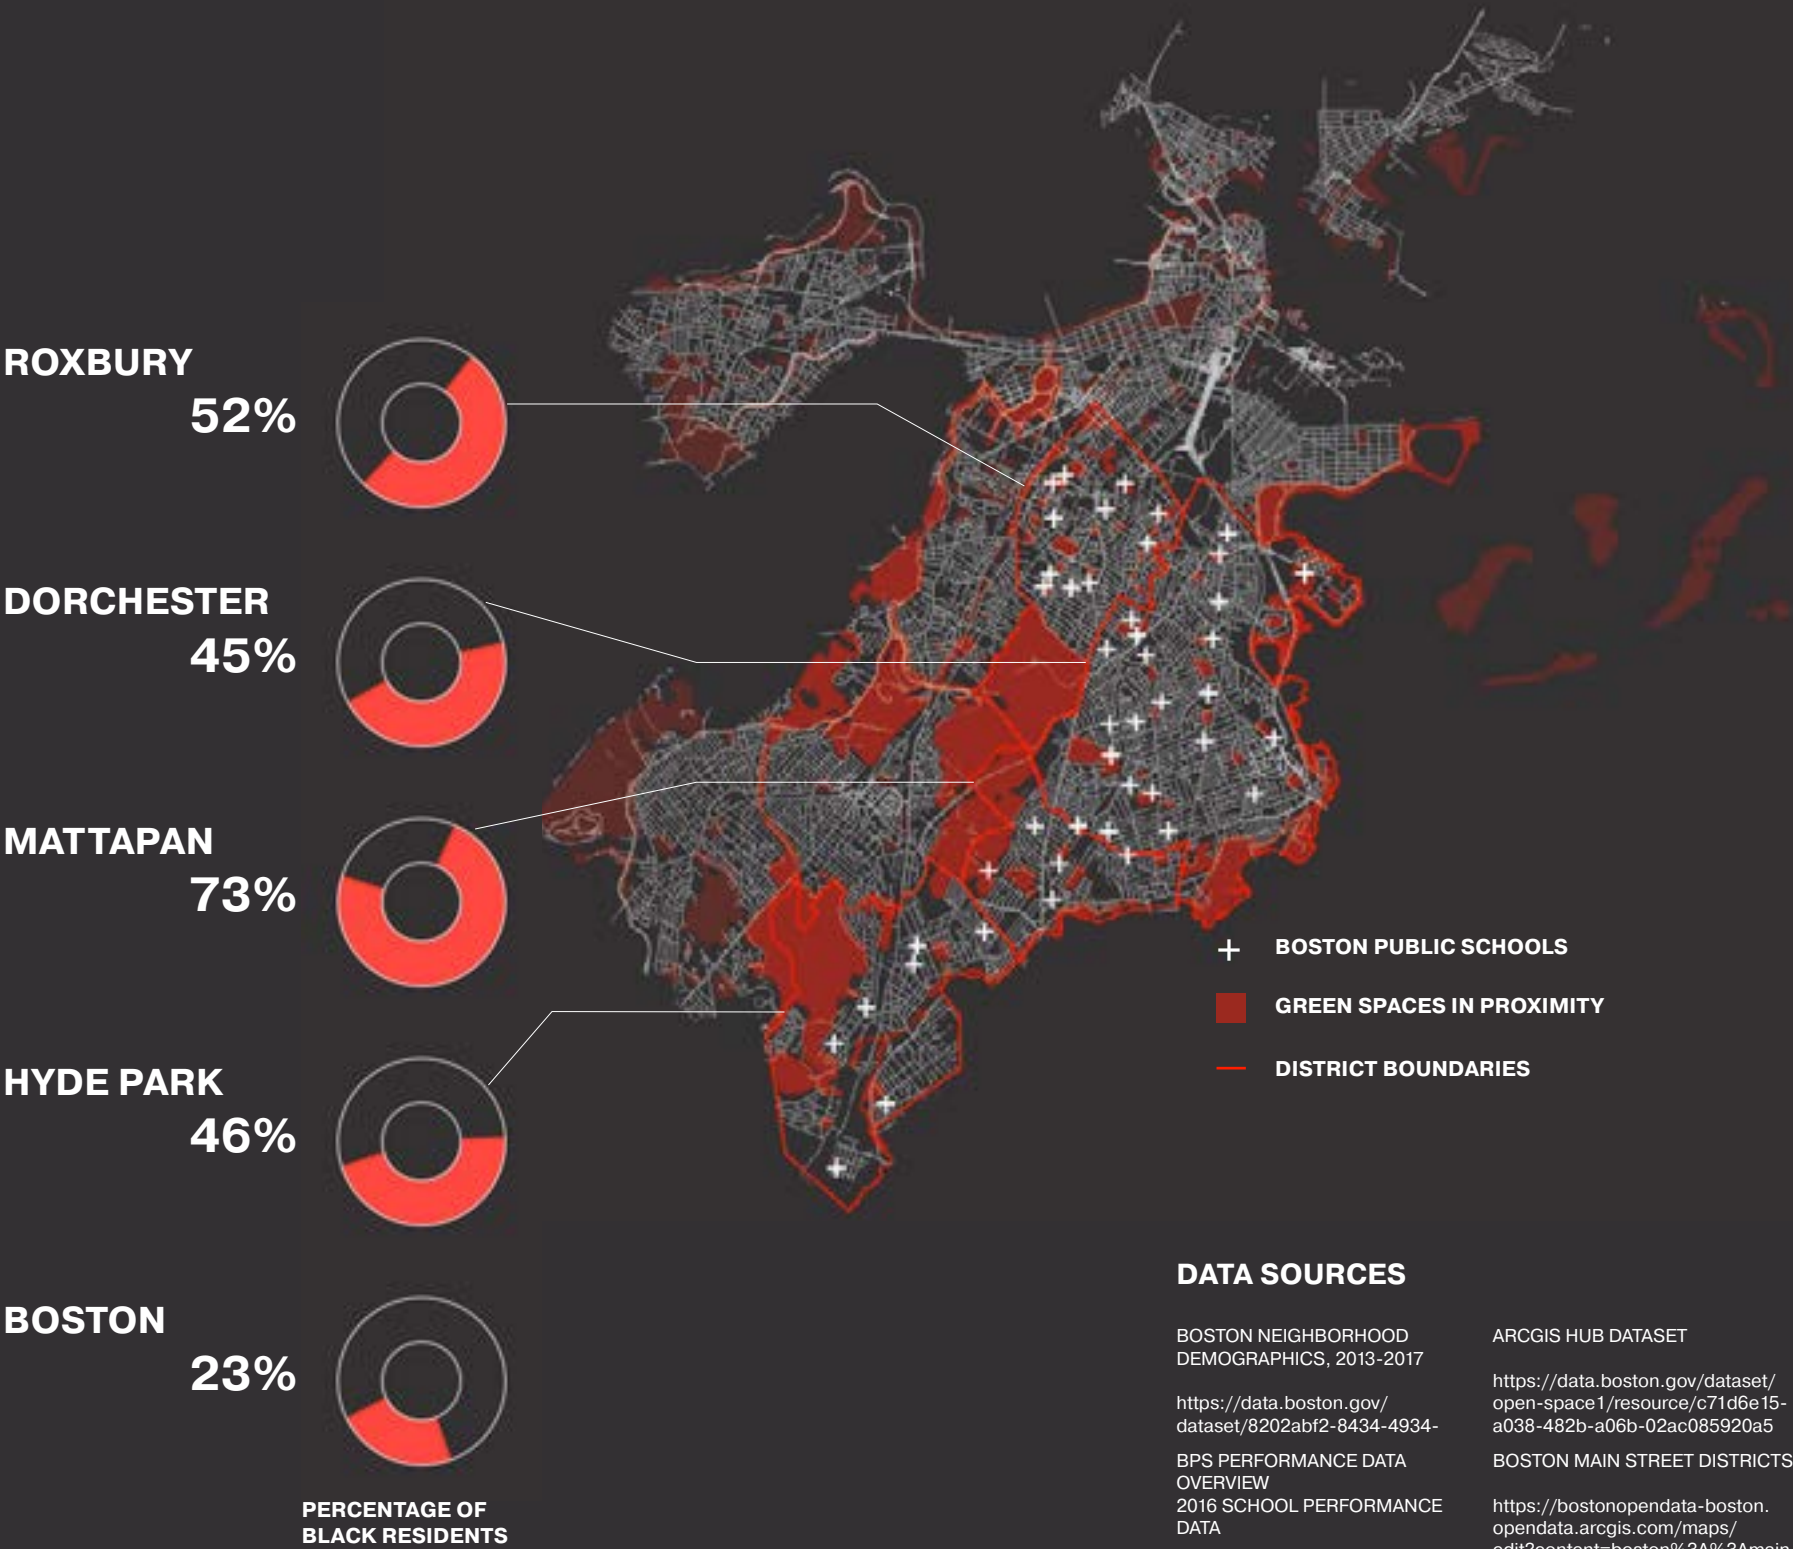 ROXBURY
52%
DORCHESTER
45%
MATTAPAN
73%
HYDE PARK
46%
BOSTON
23%
PERCENTAGE OF
BLACK RESIDENTS
BOSTON PUBLIC SCHOOLS
GREEN SPACES IN PROXIMITY
DISTRICT BOUNDARIES
DATA SOURCES
BOSTON NEIGHBORHOOD
DEMOGRAPHICS, 2013-2017
https://data.boston.gov/
dataset/8202abf2-8434-4934-
BPS PERFORMANCE DATA
OVERVIEW
2016 SCHOOL PERFORMANCE
DATA
ARCGIS HUB DATASET
https://data.boston.gov/dataset/
open-space1/resource/c71d6e15-
a038-482b-a06b-02ac085920a5
BOSTON MAIN STREET DISTRICTS
https://bostonopendata-boston.
opendata.arcgis.com/maps/